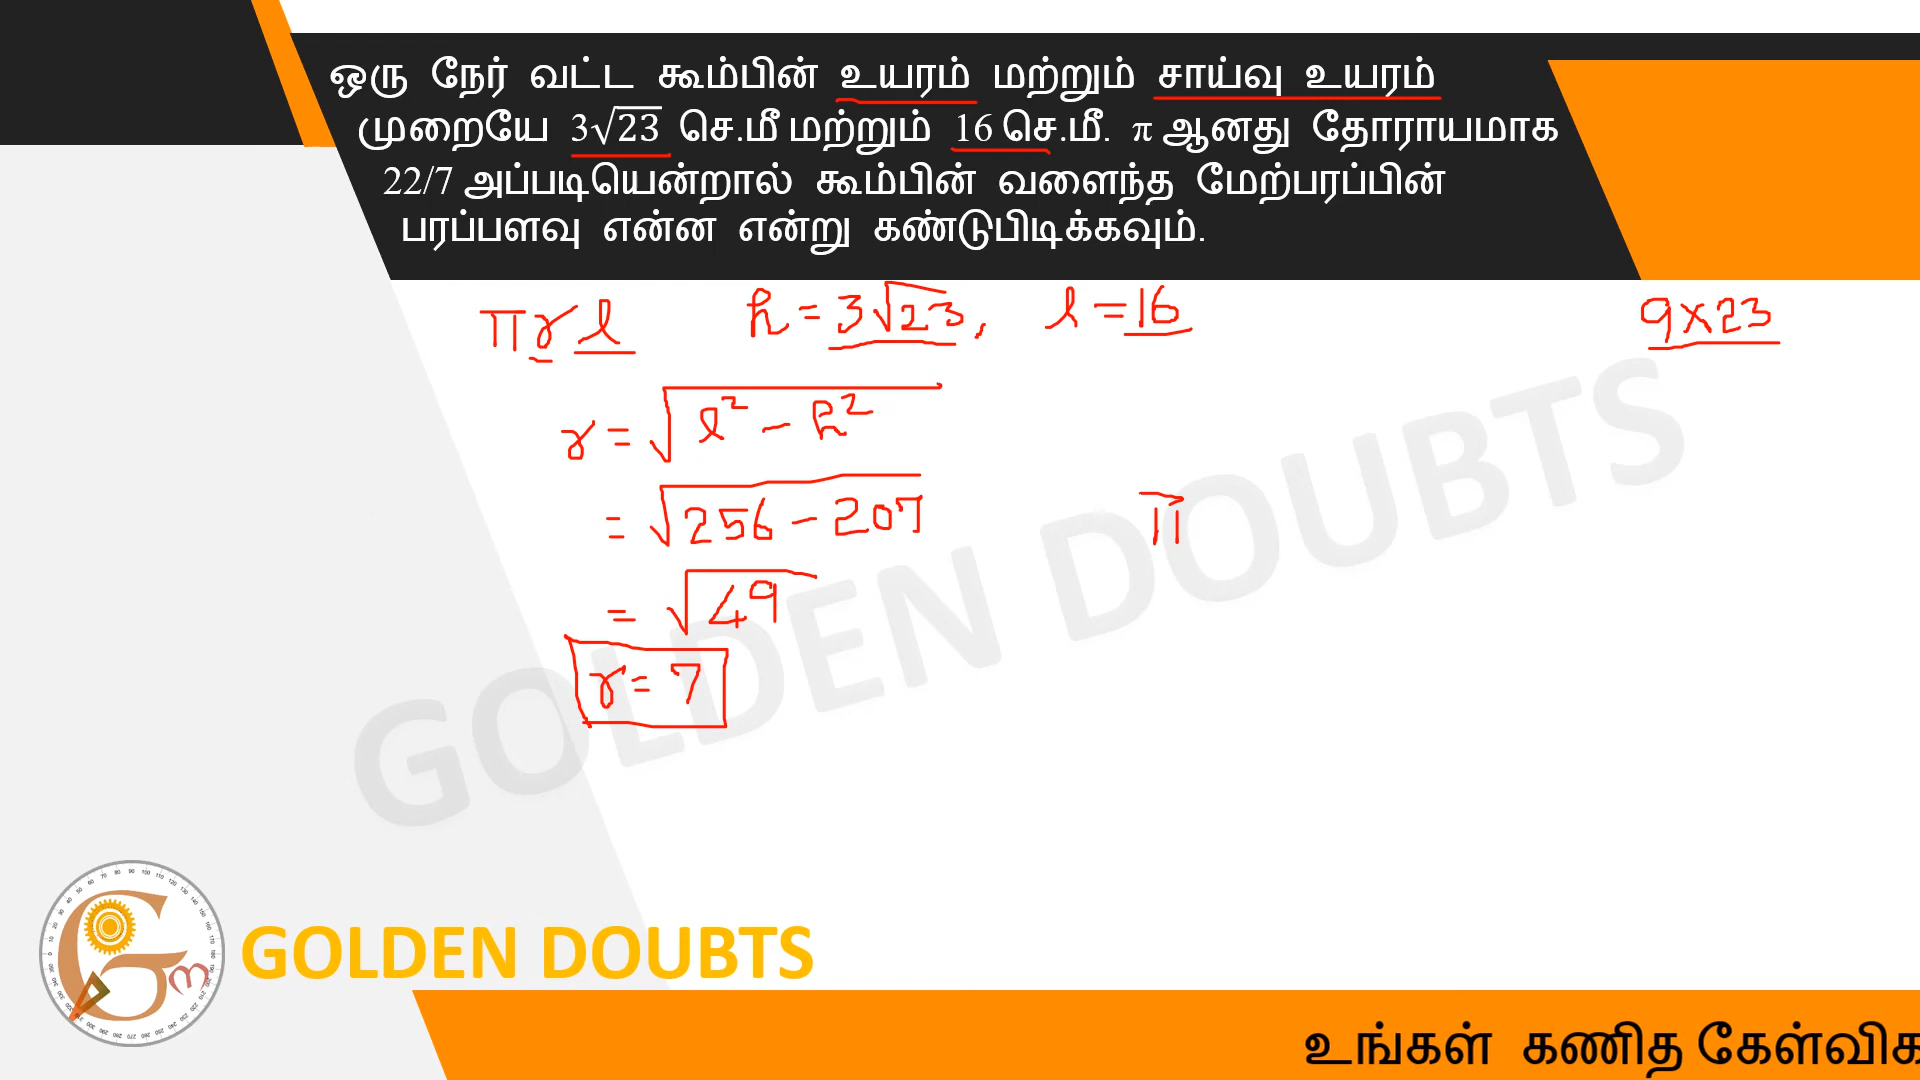 ஒரு நேர் வட்ட கூம்பின் உயரம் மற்றும் சாய்வு உயரம்
முறையே 3√23 செ.மீ மற்றும் 16 செ.மீ. π ஆனது தோராயமாக
22/7 அப்படியென்றால் கூம்பின் வளைந்த மேற்பரப்பின்
பரப்பளவு என்ன என்று கண்டுபிடிக்கவும்.
πrl h = 3√23, l = 16 9×23
r = √l² − h²
= √256 − 207 π
= √49
r = 7
GOLDEN DOUBTS
GOLDEN DOUBTS
உங்கள் கணித கேள்விக